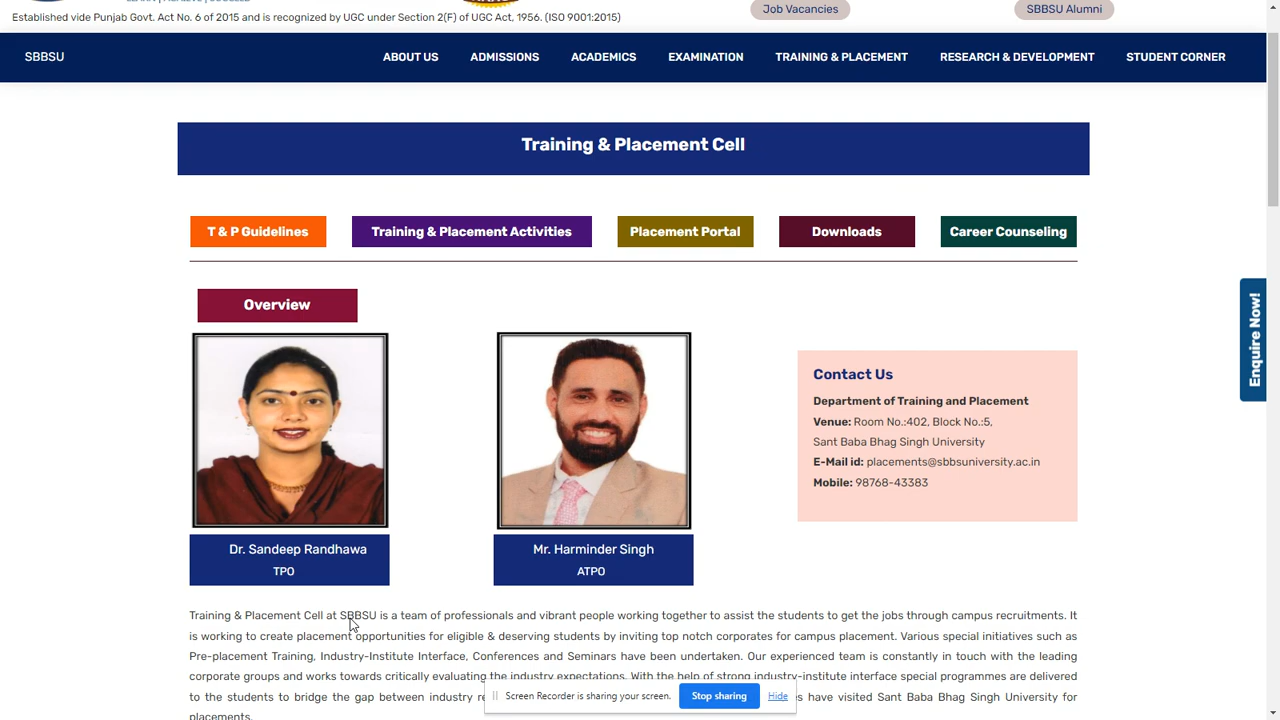 Established vide Punjab Govt. Act No. 6 of 2015 and is recognized by UGC under Section 2(F) of UGC Act, 1956. (ISO 9001:2015)
Job Vacancies
SBBSU Alumni
SBBSU
ABOUT US
ADMISSIONS
ACADEMICS
EXAMINATION
TRAINING & PLACEMENT
RESEARCH & DEVELOPMENT
STUDENT CORNER
Training & Placement Cell
T & P Guidelines
Training & Placement Activities
Placement Portal
Downloads
Career Counseling
Enquire Now!
Overview
Dr. Sandeep Randhawa
TPO
Mr. Harminder Singh
ATPO
Contact Us
Department of Training and Placement
Venue: Room No.:402, Block No.:5,
Sant Baba Bhag Singh University
E-Mail id: placements@sbbsuniversity.ac.in
Mobile: 98768-43383
Training & Placement Cell at SBBSU is a team of professionals and vibrant people working together to assist the students to get the jobs through campus recruitments. It
is working to create placement opportunities for eligible & deserving students by inviting top notch corporates for campus placement. Various special initiatives such as
Pre-placement Training, Industry-Institute Interface, Conferences and Seminars have been undertaken. Our experienced team is constantly in touch with the leading
corporate groups and works towards critically evaluating the industry expectations. With the help of strong industry-institute interface special programmes are delivered
to the students to bridge the gap between industry
have visited Sant Baba Bhag Singh University for
placements.
Screen Recorder is sharing your screen.
Stop sharing
Hide